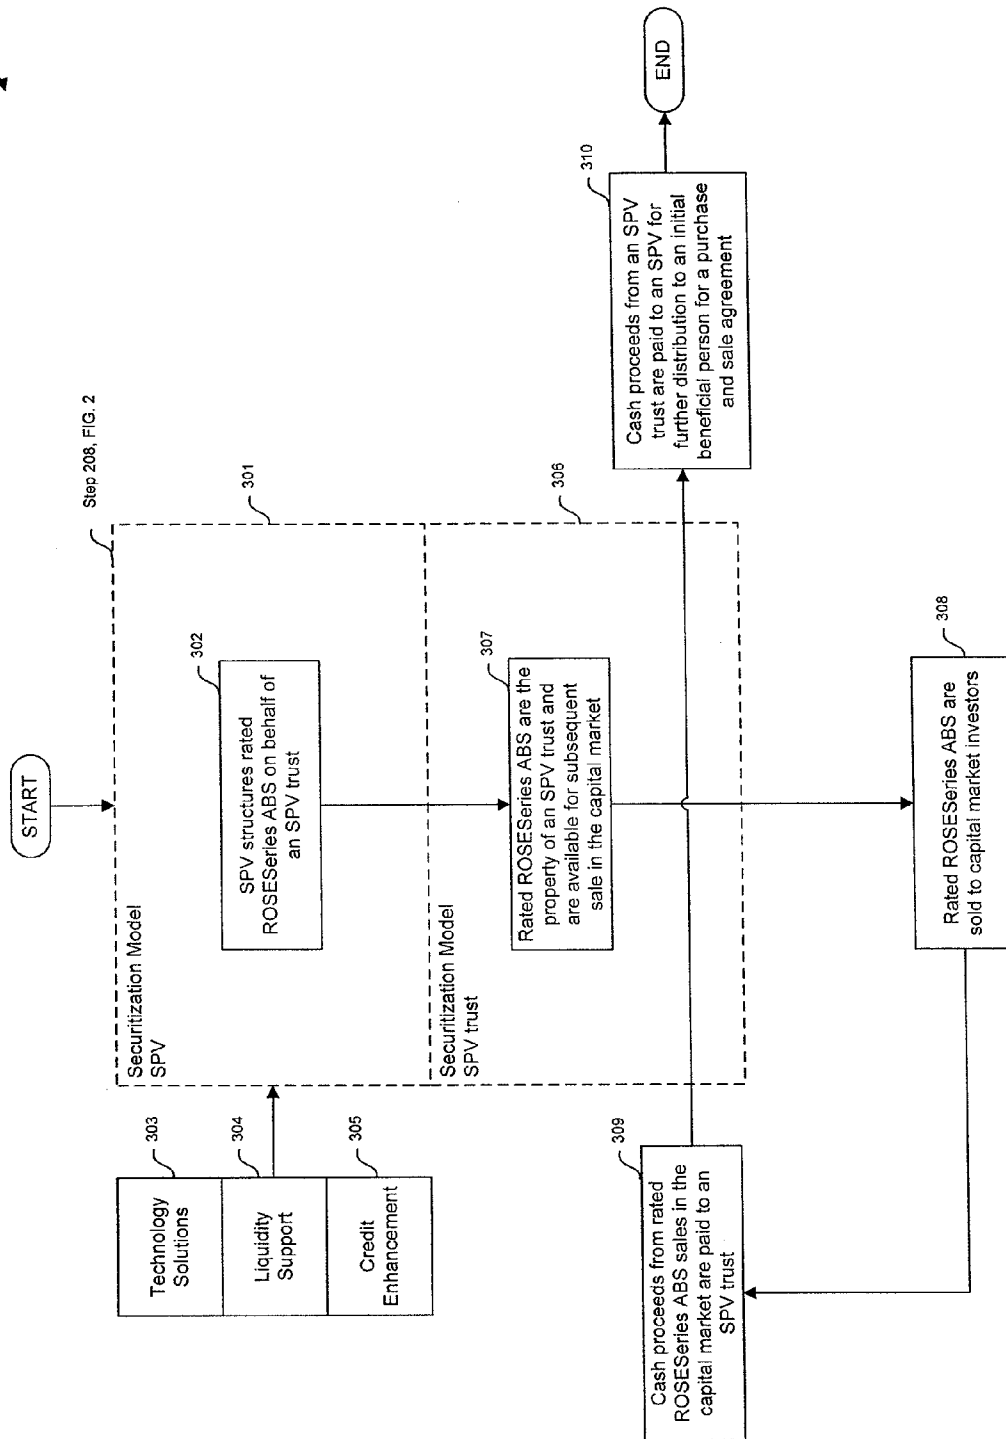 START
Step 208, FIG. 2
Securitization Model
SPV
301
302
SPV structures rated
ROSESeries ABS on behalf of
an SPV trust
Technology
Solutions
303
Liquidity
Support
304
Credit
Enhancement
305
Securitization Model
SPV trust
306
307
Rated ROSESeries ABS are the
property of an SPV trust and
are available for subsequent
sale in the capital market
308
Rated ROSESeries ABS are
sold to capital market investors
309
Cash proceeds from rated
ROSESeries ABS sales in the
capital market are paid to an
SPV trust
310
Cash proceeds from an SPV
trust are paid to an SPV for
further distribution to an initial
beneficial person for a purchase
and sale agreement
END